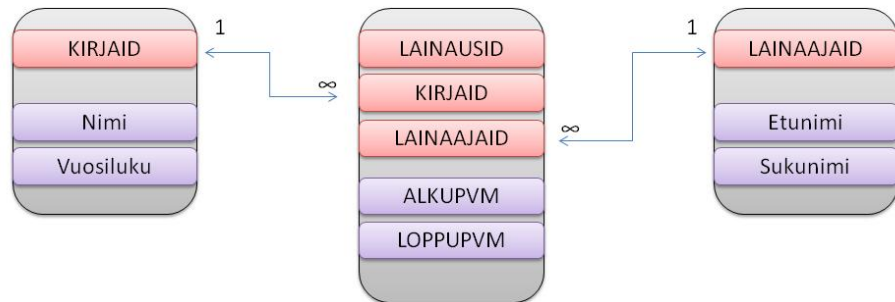 KIRJAID
Nimi
Vuosiluku
1
∞
LAINAUSID
KIRJAID
LAINAAJAID
ALKUPVM
LOPPUPVM
∞
1
LAINAAJAID
Etunimi
Sukunimi